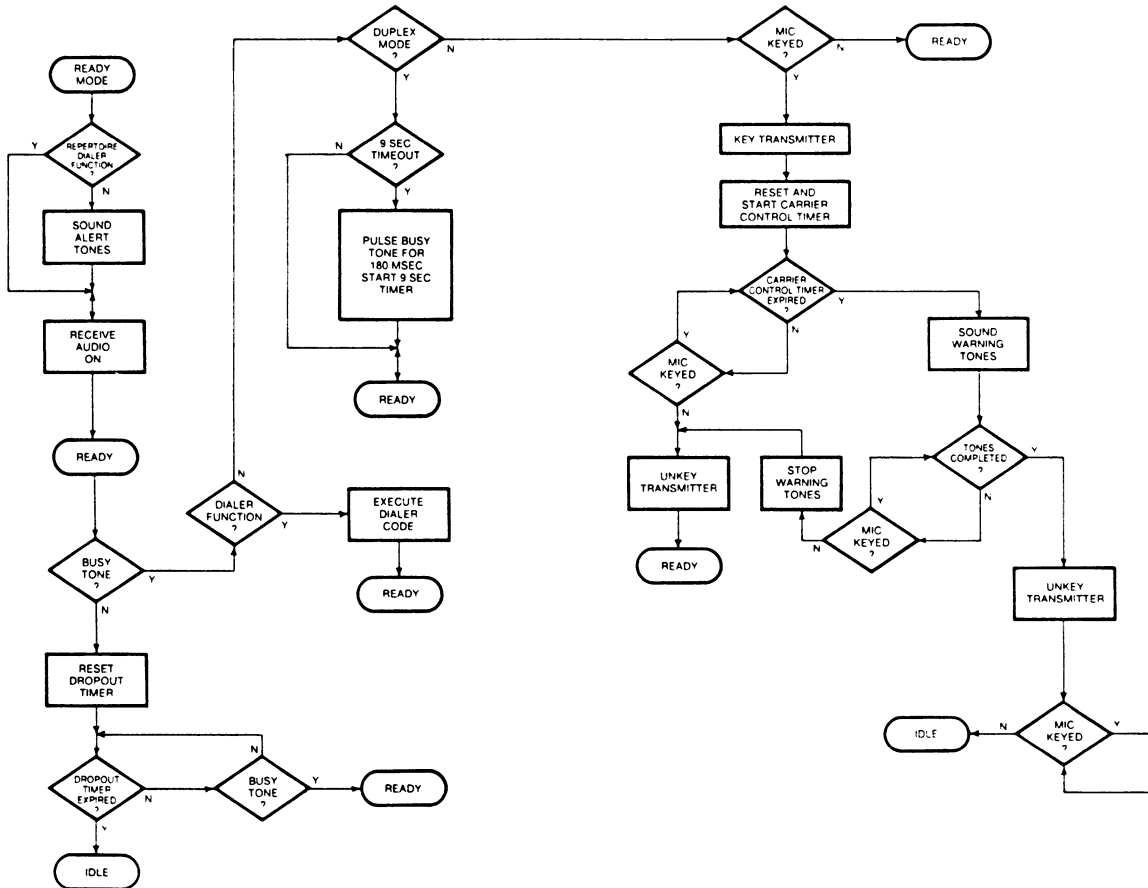 READY
MODE
REPERTOIRE
DIALER
FUNCTION
?
Y
N
SOUND
ALERT
TONES
RECEIVE
AUDIO
ON
READY
BUSY
TONE
?
Y
N
RESET
DROPOUT
TIMER
DROPOUT
TIMER
EXPIRED
?
N
Y
IDLE
BUSY
TONE
?
N
Y
READY
DIALER
FUNCTION
?
N
Y
EXECUTE
DIALER
CODE
READY
DUPLEX
MODE
?
N
Y
9 SEC
TIMEOUT
?
N
Y
PULSE BUSY
TONE FOR
180 MSEC
START 9 SEC
TIMER
READY
MIC
KEYED
?
N
Y
READY
KEY TRANSMITTER
RESET AND
START CARRIER
CONTROL TIMER
CARRIER
CONTROL TIMER
EXPIRED
?
Y
N
MIC
KEYED
?
Y
N
UNKEY
TRANSMITTER
READY
SOUND
WARNING
TONES
TONES
COMPLETED
?
Y
N
MIC
KEYED
?
Y
N
STOP
WARNING
TONES
UNKEY
TRANSMITTER
MIC
KEYED
?
N
Y
IDLE